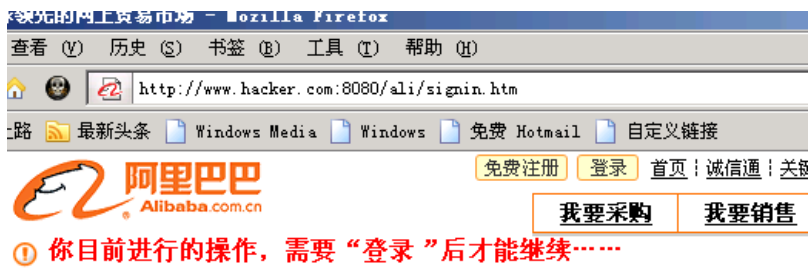 家领先的网上贸易市场 - Mozilla Firefox
查看 (V) 历史 (S) 书签 (B) 工具 (T) 帮助 (H)
http://www.hacker.com:8080/ali/signin.htm
上路 最新头条 Windows Media Windows 免费 Hotmail 自定义链接
免费注册 登录 首页 | 诚信通 | 关键
阿里巴巴
Alibaba.com.cn
我要采购 我要销售
你目前进行的操作，需要“登录 ”后才能继续……